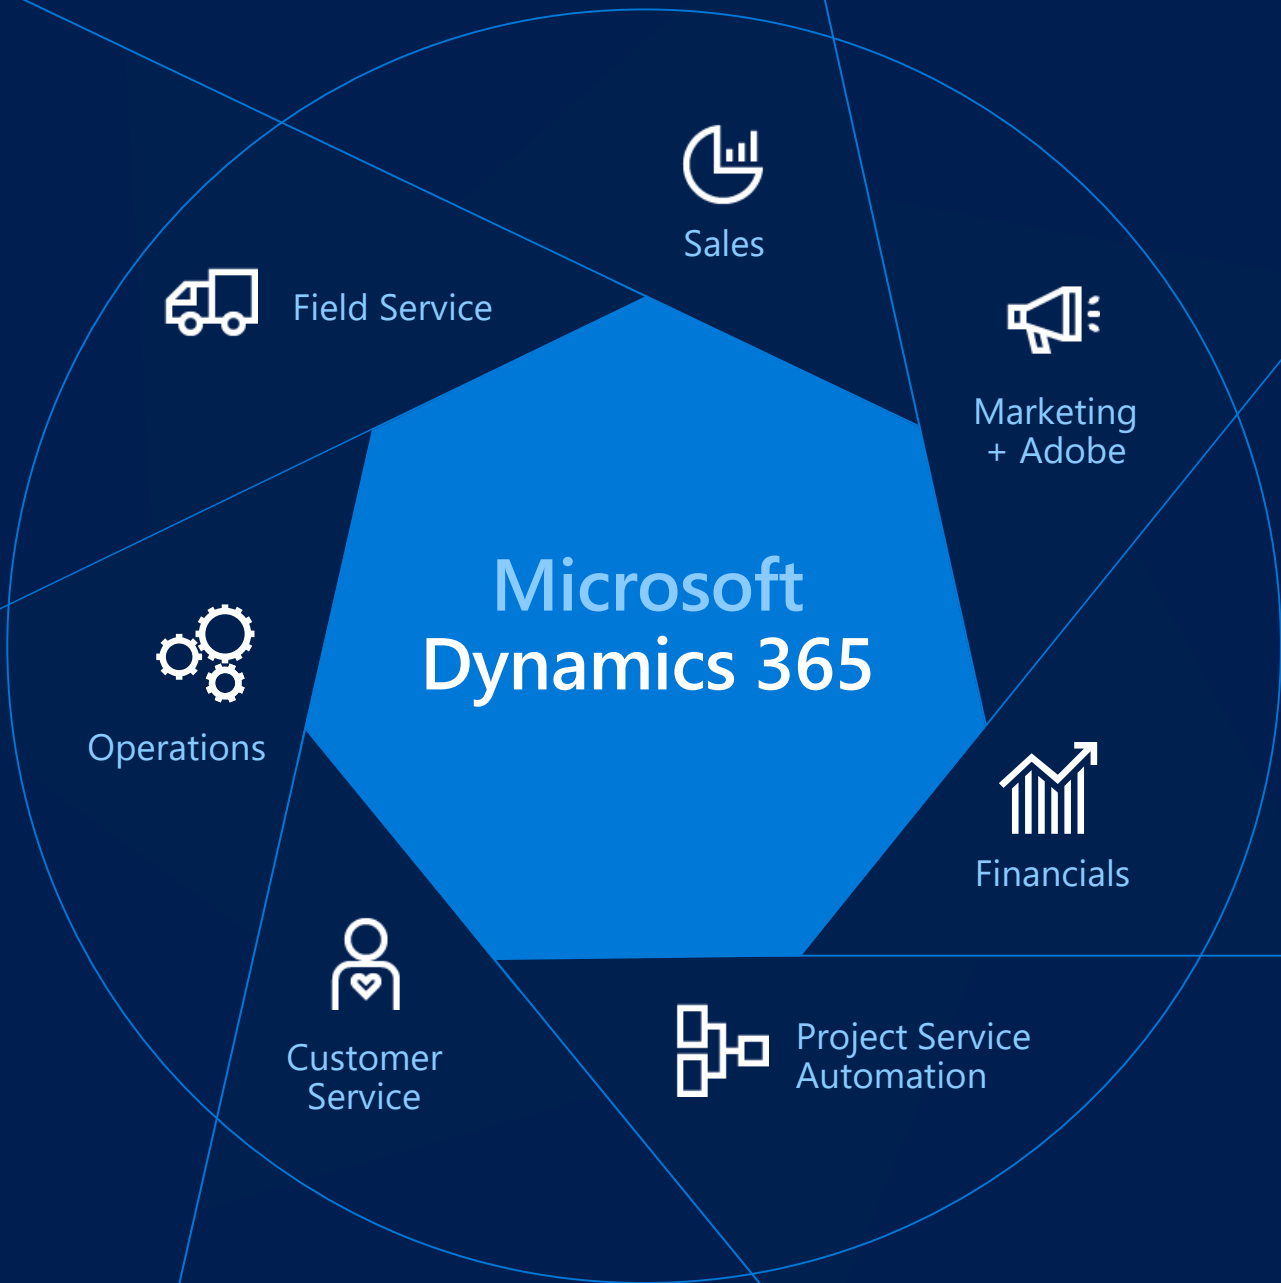 Sales
Field Service
Marketing
+ Adobe
Microsoft
Dynamics 365
Operations
Financials
Customer
Service
Project Service
Automation